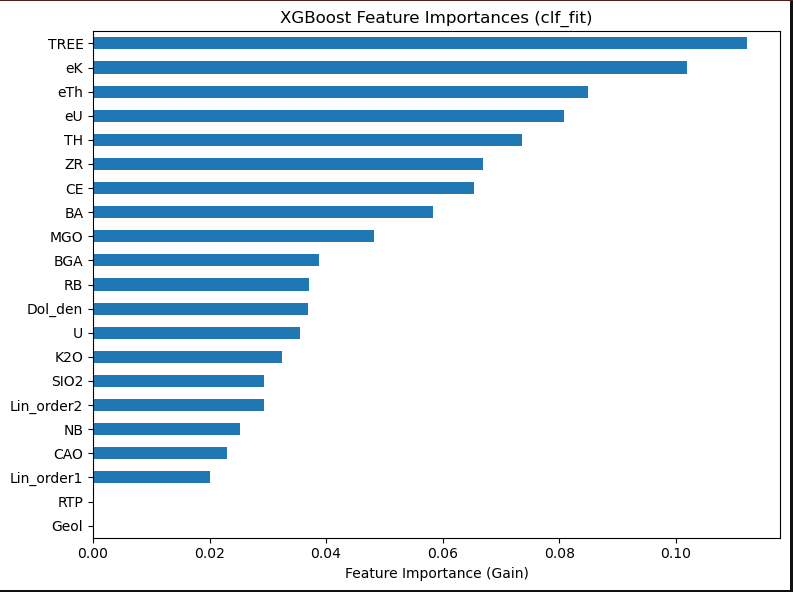 XGBoost Feature Importances (clf_fit)
TREE
eK
eTh
eU
TH
ZR
CE
BA
MGO
BGA
RB
Dol_den
U
K2O
SIO2
Lin_order2
NB
CAO
Lin_order1
RTP
Geol
0.00 0.02 0.04 0.06 0.08 0.10
Feature Importance (Gain)